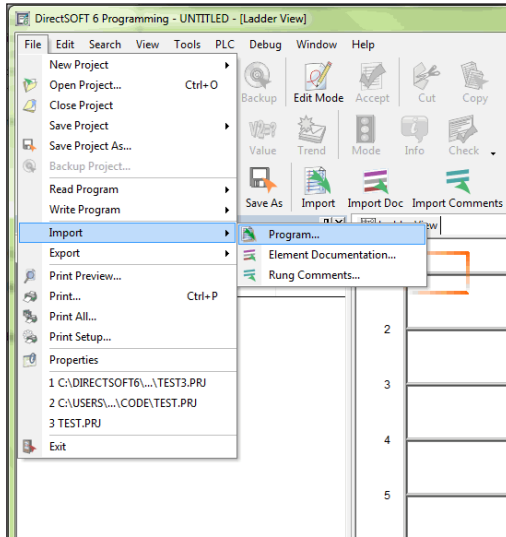 DirectSOFT 6 Programming - UNTITLED - [Ladder View]
File Edit Search View Tools PLC Debug Window Help
New Project
Open Project... Ctrl+O
Close Project
Save Project
Save Project As...
Backup Project...
Read Program
Write Program
Import
Export
Print Preview...
Print... Ctrl+P
Print All...
Print Setup...
Properties
1 C:\DIRECTSOFT6\...\TEST3.PRJ
2 C:\USERS\...\CODE\TEST.PRJ
3 TEST.PRJ
Exit
Backup Edit Mode Accept Cut Copy
Value Trend Mode Info Check
Save As Import Import Doc Import Comments
View
Program...
Element Documentation...
Rung Comments...
2
3
4
5